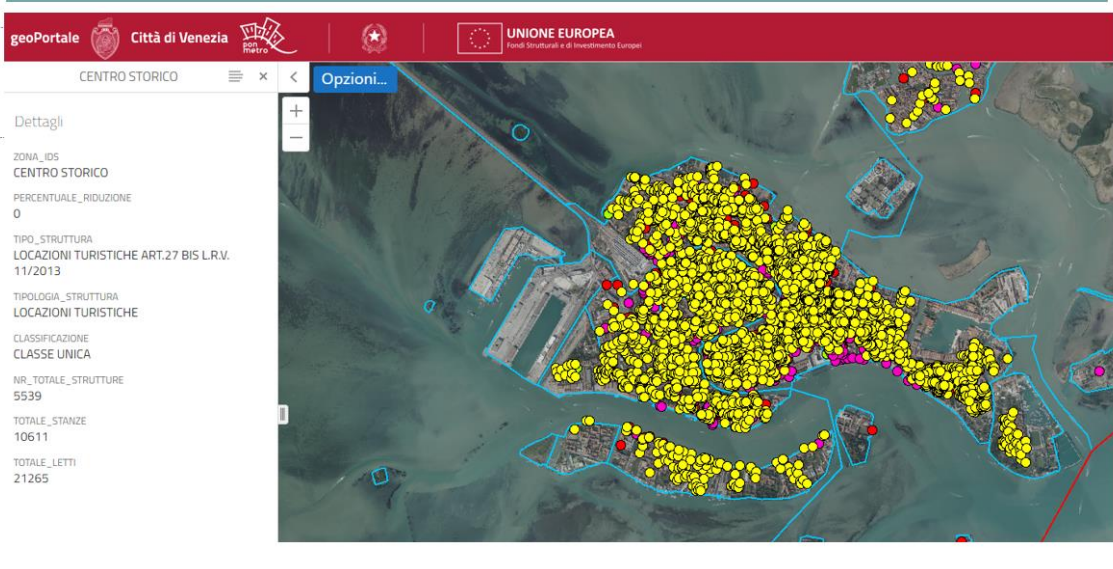 geoPortale
Città di Venezia
pon
metro
UNIONE EUROPEA
Fondi Strutturali e di Investimento Europei
CENTRO STORICO
Opzioni...
+
−
Dettagli
ZONA_IDS
CENTRO STORICO
PERCENTUALE_RIDUZIONE
0
TIPO_STRUTTURA
LOCAZIONI TURISTICHE ART.27 BIS L.R.V.
11/2013
TIPOLOGIA_STRUTTURA
LOCAZIONI TURISTICHE
CLASSIFICAZIONE
CLASSE UNICA
NR_TOTALE_STRUTTURE
5539
TOTALE_STANZE
10611
TOTALE_LETTI
21265